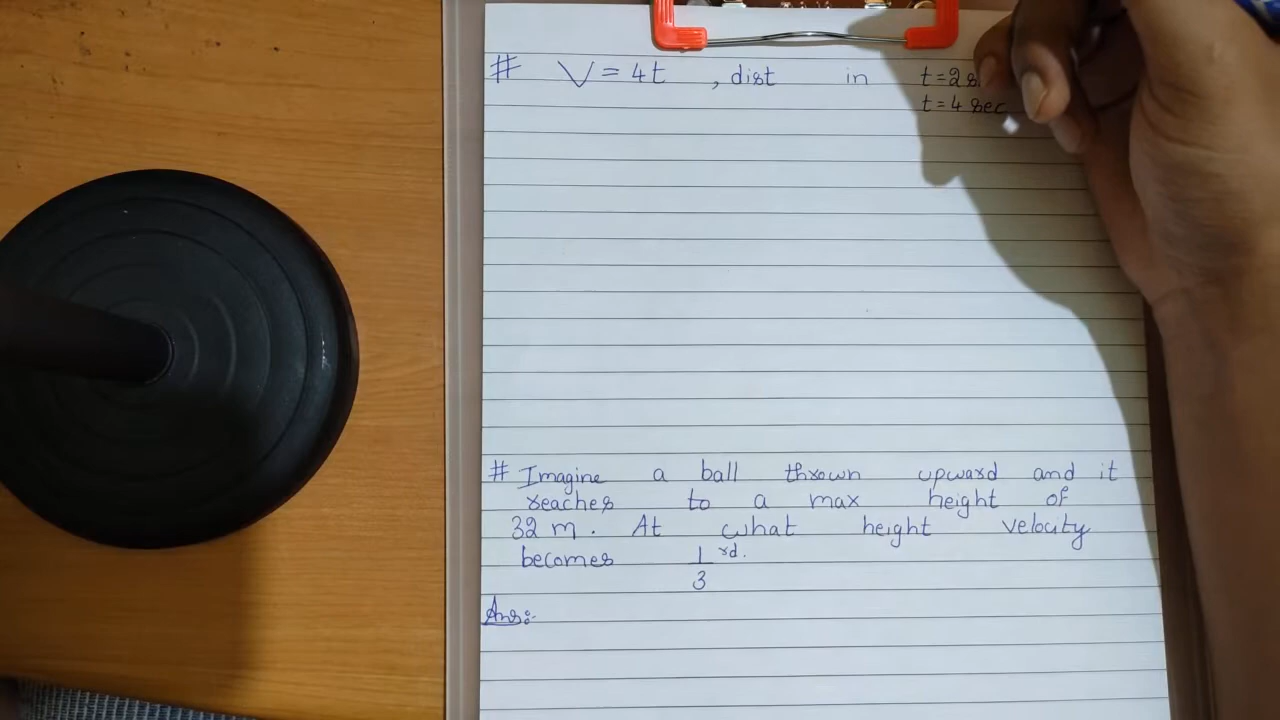 # V = 4t , dist in t = 2 s
t = 4 sec
# Imagine a ball thrown upward and it
reaches to a max height of
32 m. At what height velocity
becomes 1/3 rd.
Ans:-